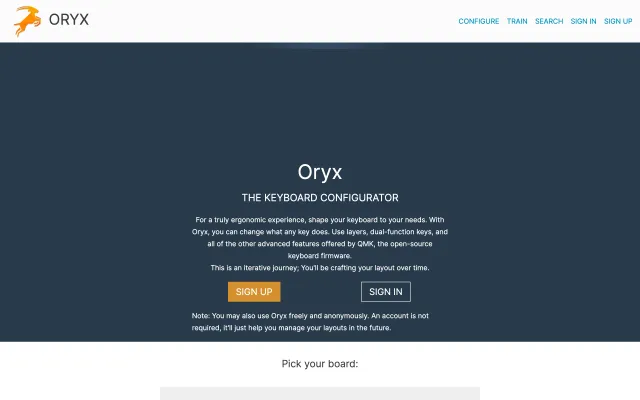 ORYX
CONFIGURE TRAIN SEARCH SIGN IN SIGN UP
Oryx
THE KEYBOARD CONFIGURATOR
For a truly ergonomic experience, shape your keyboard to your needs. With
Oryx, you can change what any key does. Use layers, dual-function keys, and
all of the other advanced features offered by QMK, the open-source
keyboard firmware.
This is an iterative journey; You'll be crafting your layout over time.
SIGN UP SIGN IN
Note: You may also use Oryx freely and anonymously. An account is not
required, it'll just help you manage your layouts in the future.
Pick your board: